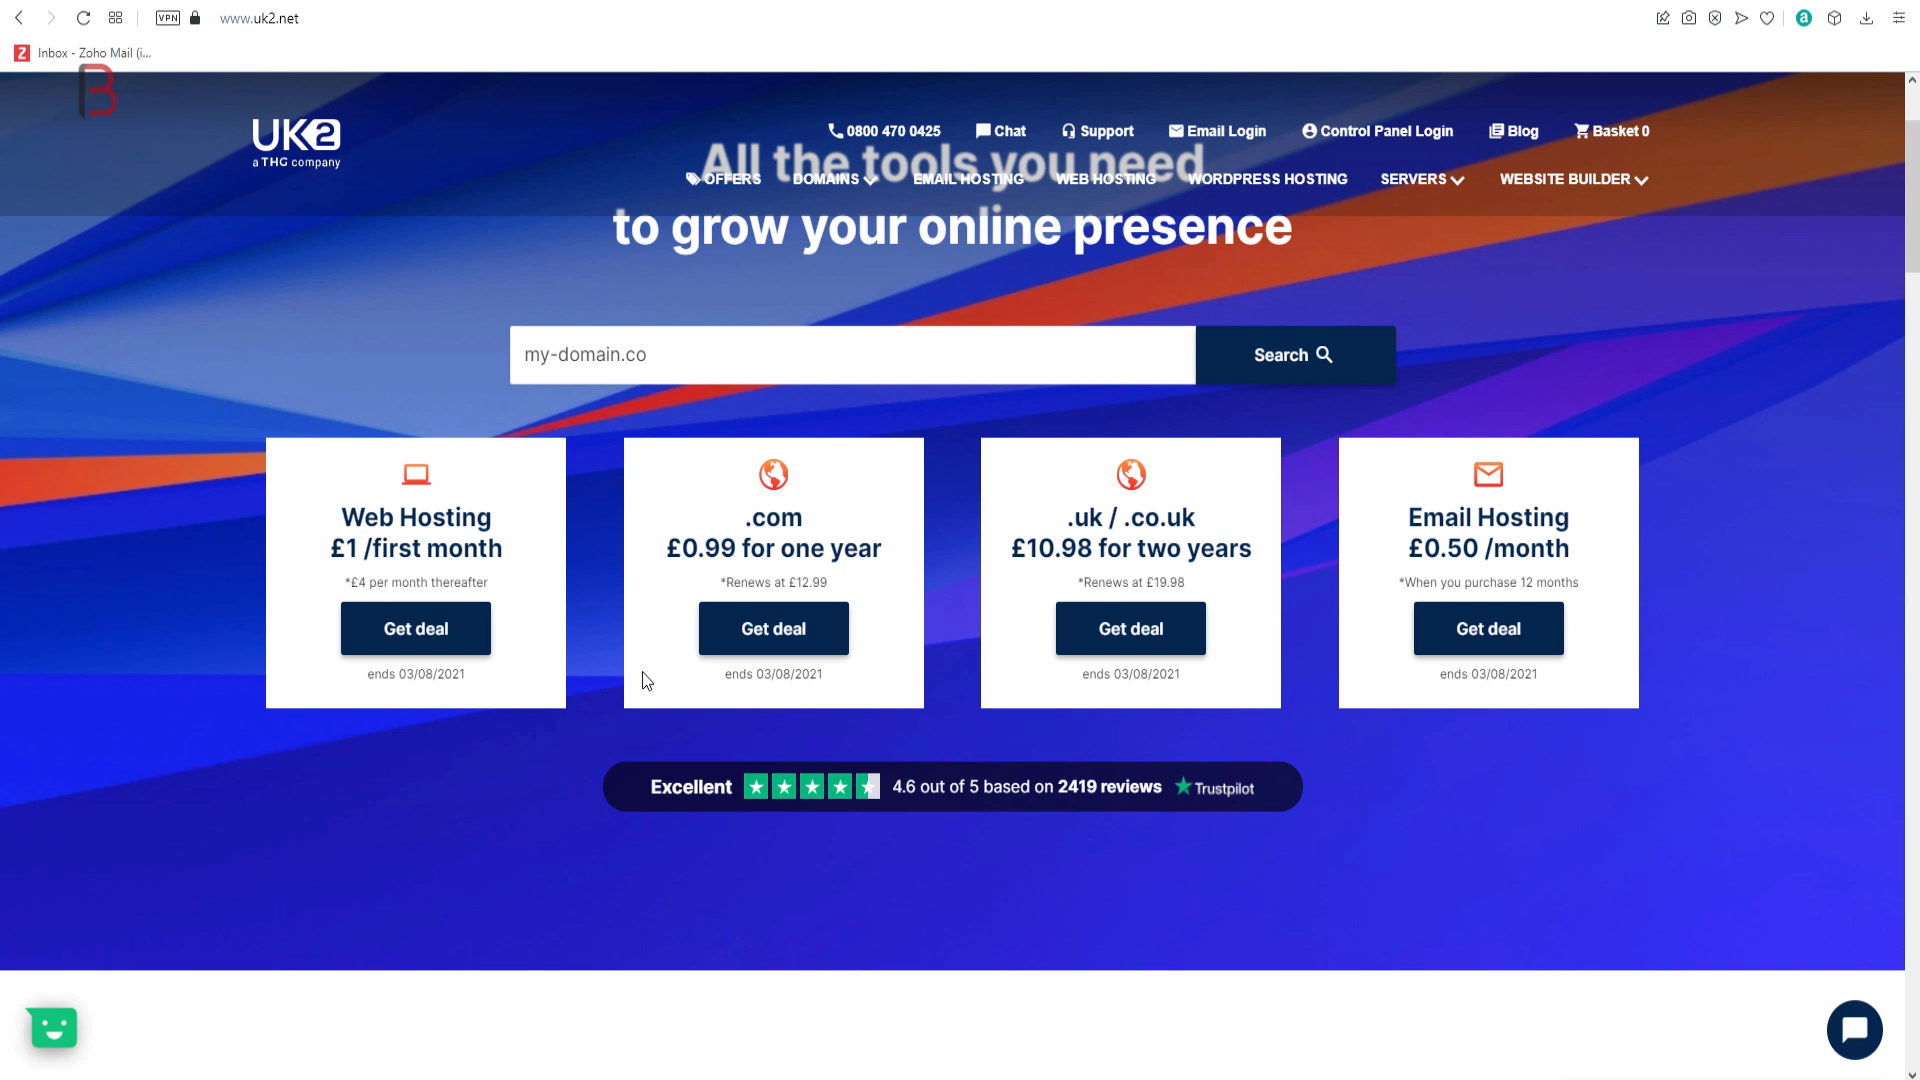 VPN
www.uk2.net
Z Inbox - Zoho Mail (i...
B
UK2
a THG company
0800 470 0425 Chat Support Email Login Control Panel Login Blog Basket 0
All the tools you need
OFFERS DOMAINS EMAIL HOSTING WEB HOSTING WORDPRESS HOSTING SERVERS WEBSITE BUILDER
to grow your online presence
my-domain.co Search
Web Hosting
£1 /first month
*£4 per month thereafter
Get deal
ends 03/08/2021
.com
£0.99 for one year
*Renews at £12.99
Get deal
ends 03/08/2021
.uk / .co.uk
£10.98 for two years
*Renews at £19.98
Get deal
ends 03/08/2021
Email Hosting
£0.50 /month
*When you purchase 12 months
Get deal
ends 03/08/2021
Excellent 4.6 out of 5 based on 2419 reviews Trustpilot